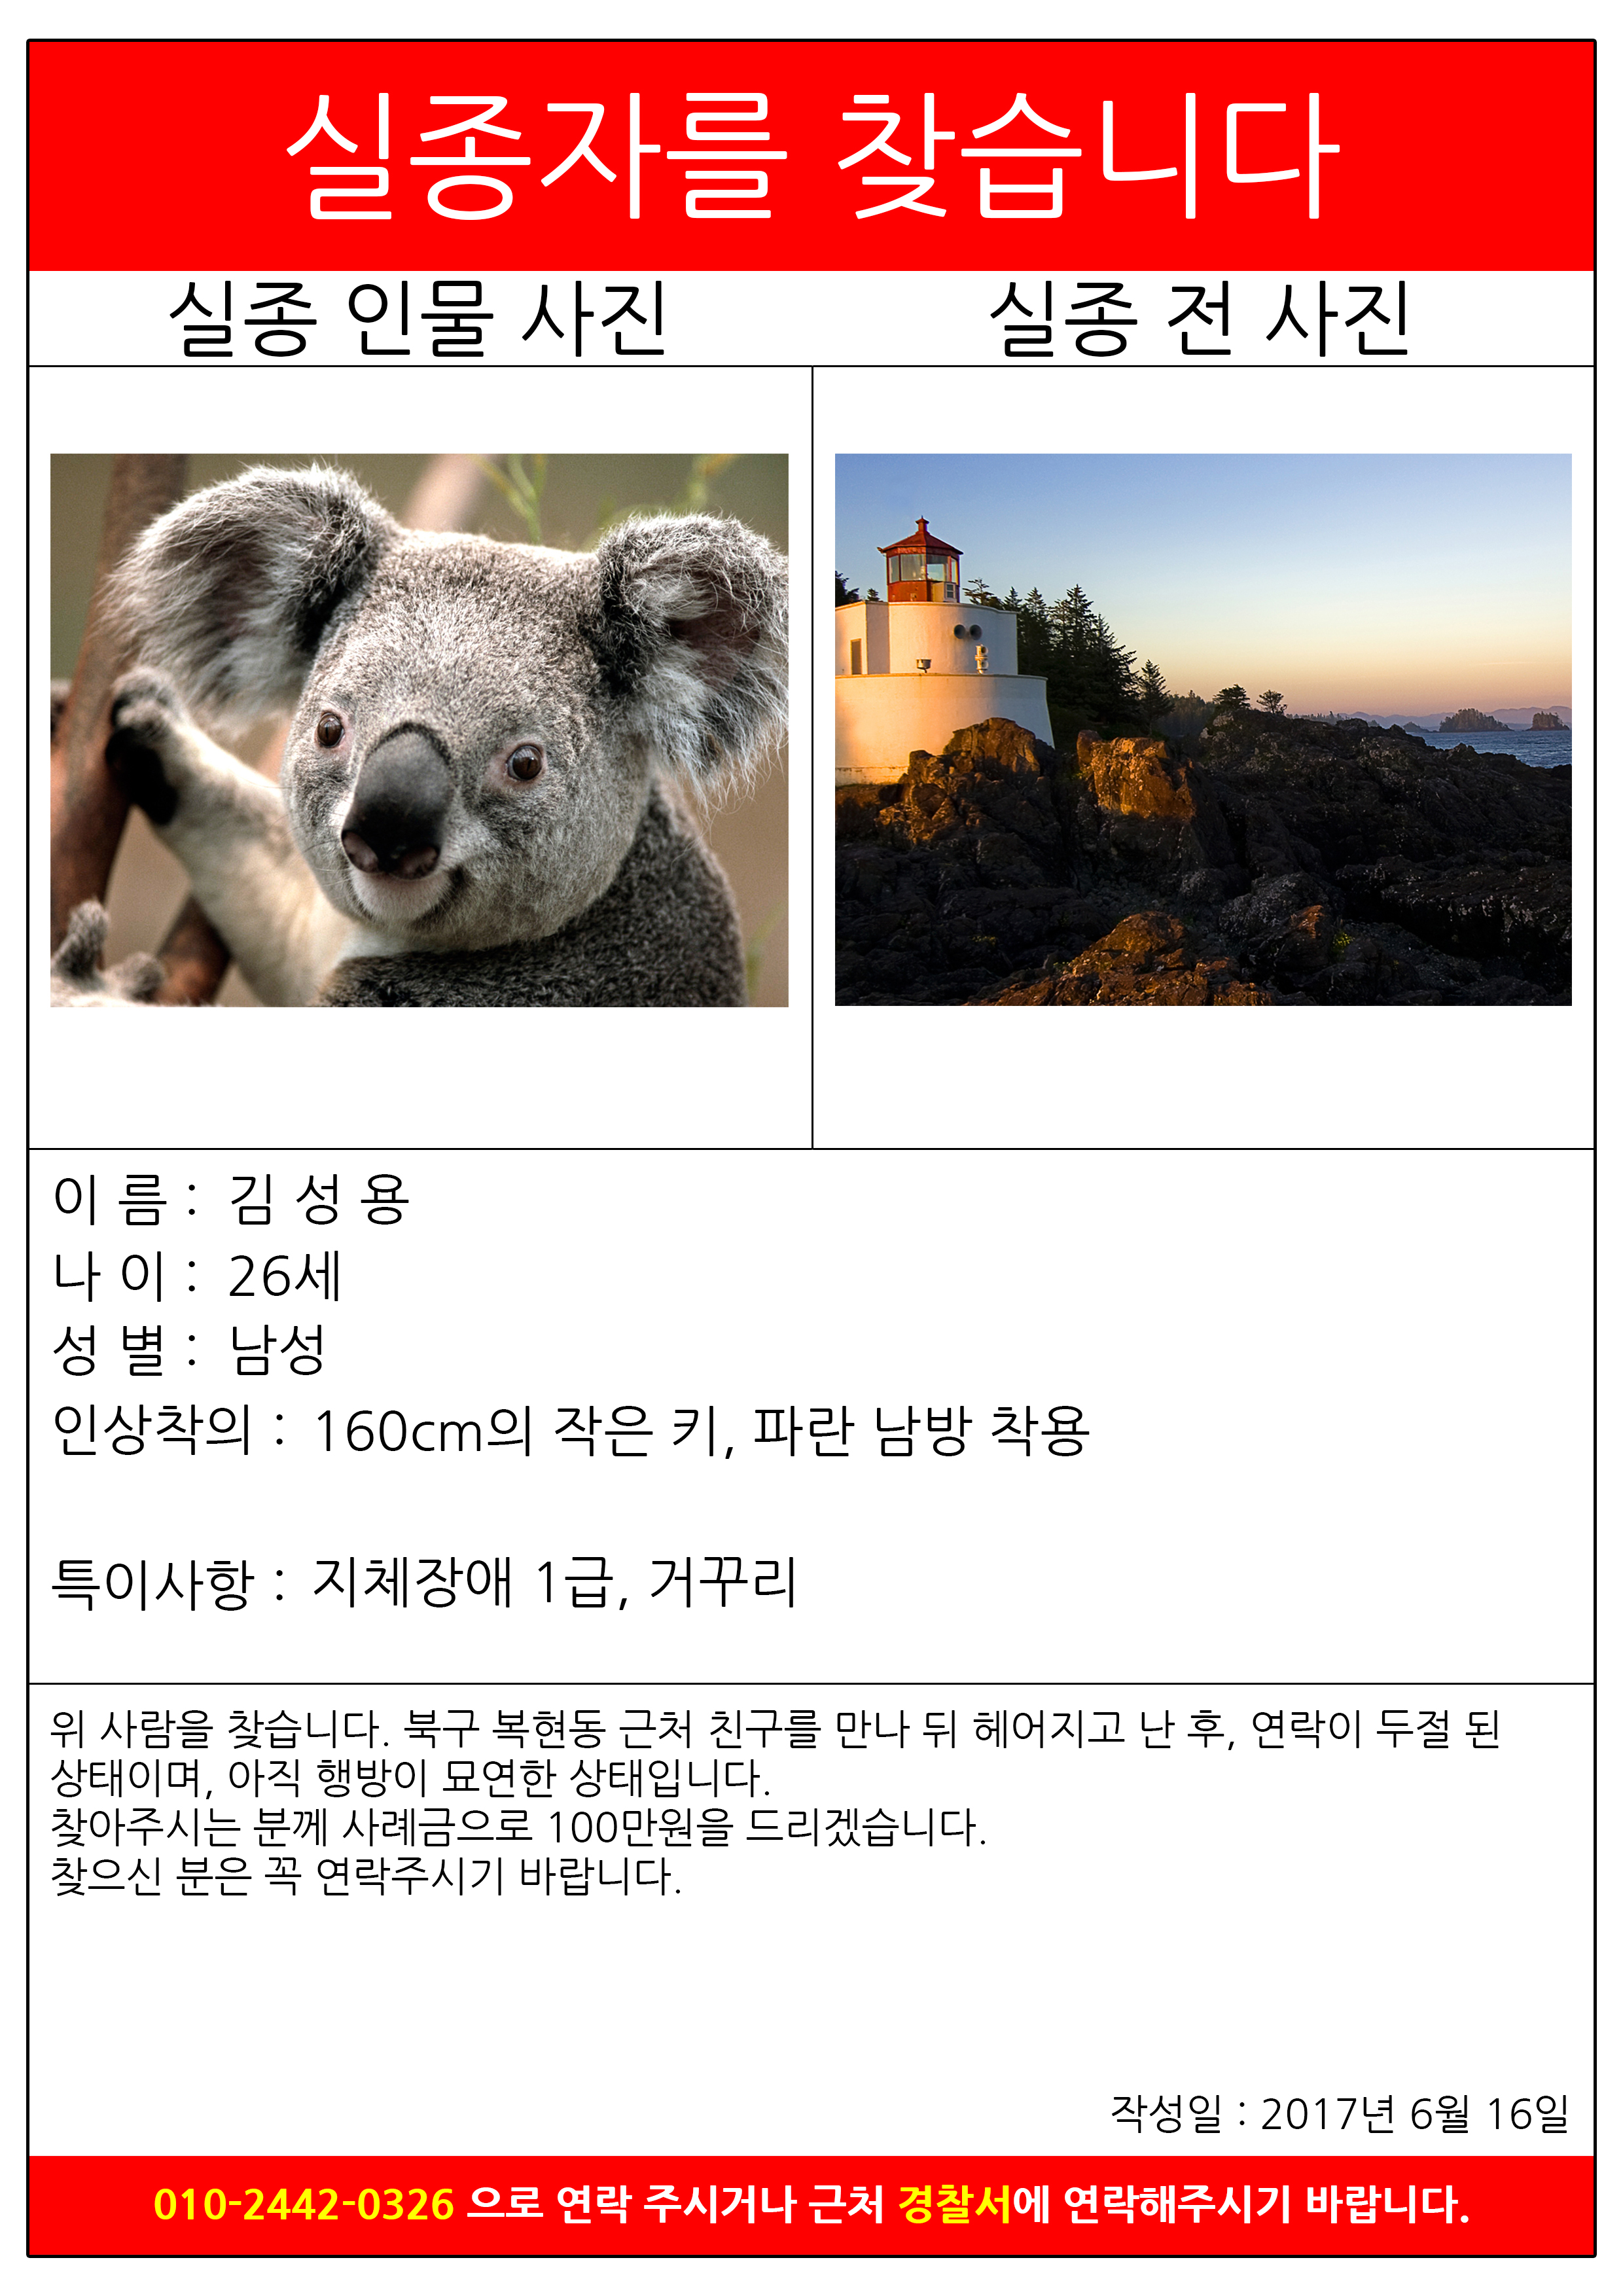 실종자를 찾습니다
실종 인물 사진
실종 전 사진
이 름 : 김 성 용
나 이 : 26세
성 별 : 남성
인상착의 : 160cm의 작은 키, 파란 남방 착용
특이사항 : 지체장애 1급, 거꾸리
위 사람을 찾습니다. 북구 복현동 근처 친구를 만나 뒤 헤어지고 난 후, 연락이 두절 된
상태이며, 아직 행방이 묘연한 상태입니다.
찾아주시는 분께 사례금으로 100만원을 드리겠습니다.
찾으신 분은 꼭 연락주시기 바랍니다.
작성일 : 2017년 6월 16일
010-2442-0326 으로 연락 주시거나 근처 경찰서에 연락해주시기 바랍니다.